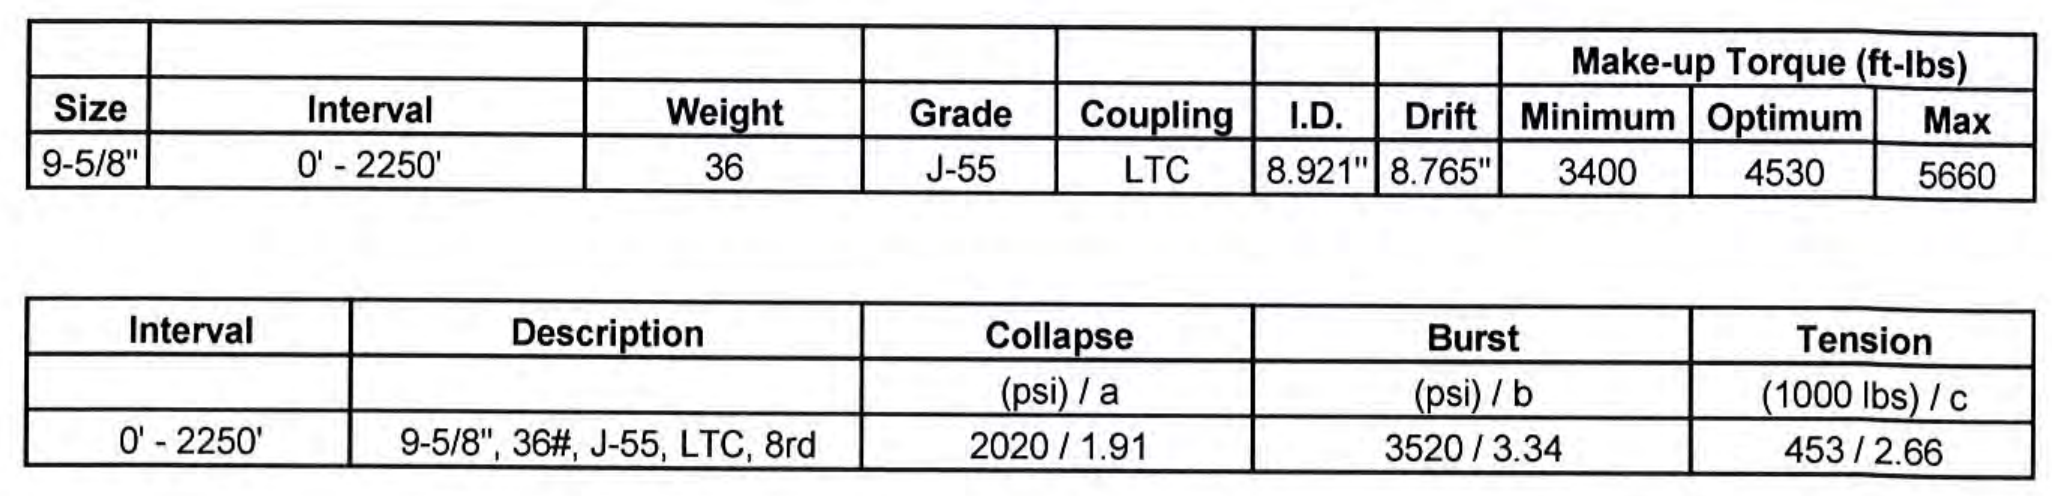 Make-up Torque (ft-lbs)
Size Interval Weight Grade Coupling I.D. Drift Minimum Optimum Max
9-5/8" 0' - 2250' 36 J-55 LTC 8.921" 8.765" 3400 4530 5660
Interval Description Collapse Burst Tension
(psi) / a (psi) / b (1000 lbs) / c
0' - 2250' 9-5/8", 36#, J-55, LTC, 8rd 2020 / 1.91 3520 / 3.34 453 / 2.66